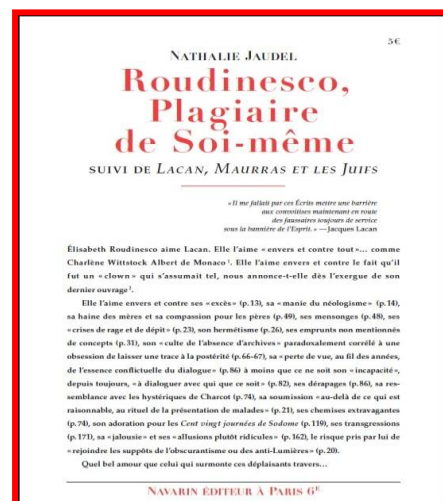 5€
NATHALIE JAUDEL
Roudinesco,
Plagiaire
de Soi-même
SUIVI DE LACAN, MAURRAS ET LES JUIFS
« Il me fallait par ces Écrits mettre une barrière
aux convoitises maintenant en route
des faussaires toujours de service
sous la bannière de l'Esprit. » —Jacques Lacan
Élisabeth Roudinesco aime Lacan. Elle l'aime « envers et contre tout »… comme
Charlène Wittstock Albert de Monaco¹. Elle l'aime envers et contre le fait qu'il
fut un « clown » qui s'assumait tel, nous annonce-t-elle dès l'exergue de son
dernier ouvrage².
Elle l'aime envers et contre ses « excès » (p. 13), sa « manie du néologisme » (p. 14),
sa haine des mères et sa compassion pour les pères (p. 49), ses mensonges (p. 48), ses
« crises de rage et de dépit » (p. 23), son hermétisme (p. 26), ses emprunts non mentionnés
de concepts (p. 31), son « culte de l'absence d'archives » paradoxalement corrélé à une
obsession de laisser une trace à la postérité (p. 66-67), sa « perte de vue, au fil des années,
de l'essence conflictuelle du dialogue » (p. 86) à moins que ce ne soit son « incapacité »,
depuis toujours, « à dialoguer avec qui que ce soit » (p. 82), ses dérapages (p. 86), sa res-
semblance avec les hystériques de Charcot (p. 74), sa soumission « au-delà de ce qui est
raisonnable, au rituel de la présentation de malades » (p. 21), ses chemises extravagantes
(p. 74), son adoration pour les Cent vingt journées de Sodome (p. 119), ses transgressions
(p. 171), sa « jalousie » et ses « allusions plutôt ridicules » (p. 162), le risque pris par lui de
« rejoindre les suppôts de l'obscurantisme ou des anti-Lumières » (p. 20).
Quel bel amour que celui qui surmonte ces déplaisants travers…
NAVARIN ÉDITEUR À PARIS 6ᴱ